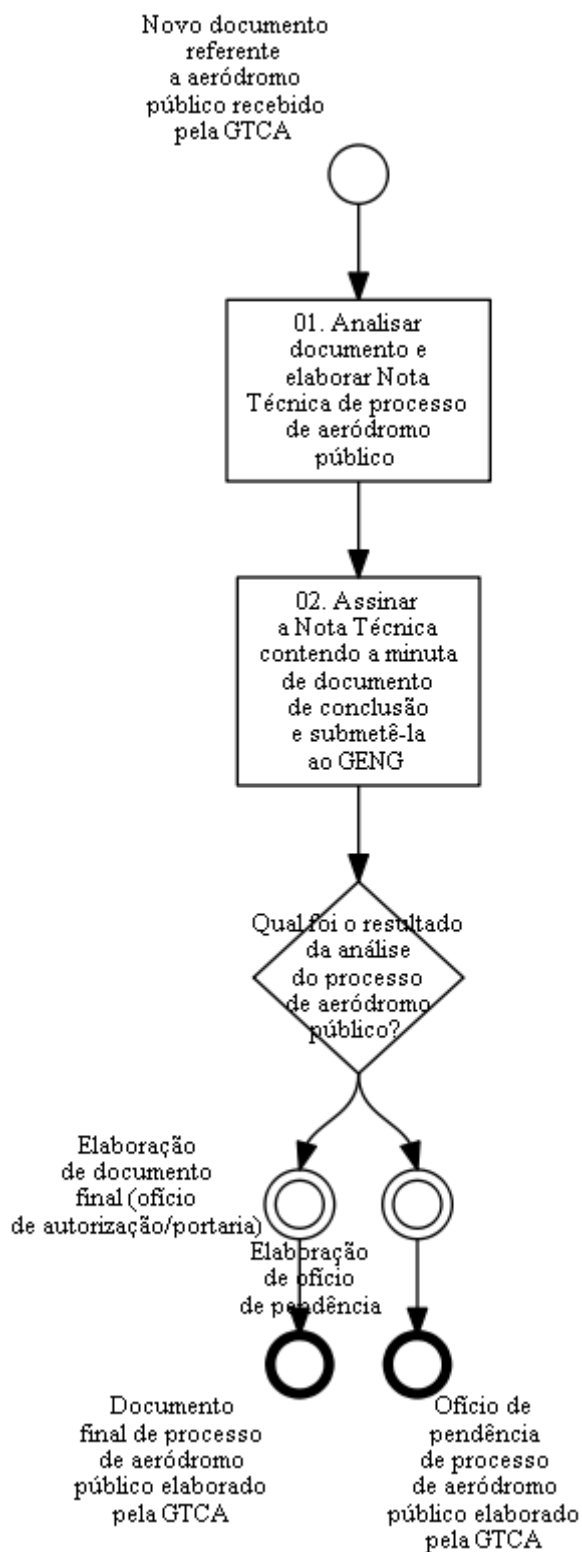 Novo documento
referente
a aeródromo
público recebido
pela GTCA
01. Analisar
documento e
elaborar Nota
Técnica de processo
de aeródromo
público
02. Assinar
a Nota Técnica
contendo a minuta
de documento
de conclusão
e submetê-la
ao GENG
Qual foi o resultado
da análise
do processo
de aeródromo
público?
Elaboração
de documento
final (ofício
de autorização/portaria)
Elaboração
de ofício
de pendência
Documento
final de processo
de aeródromo
público elaborado
pela GTCA
Ofício de
pendência
de processo
de aeródromo
público elaborado
pela GTCA